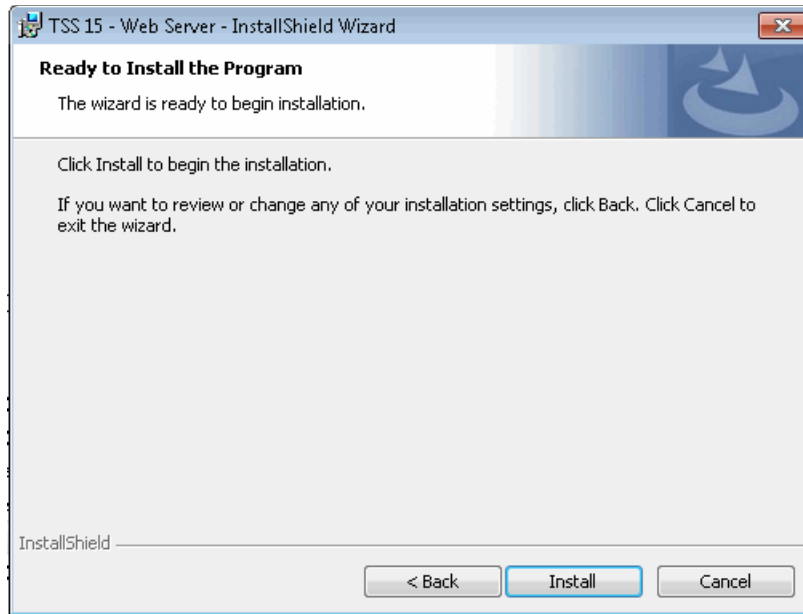 TSS 15 - Web Server - InstallShield Wizard
Ready to Install the Program
The wizard is ready to begin installation.
Click Install to begin the installation.
If you want to review or change any of your installation settings, click Back. Click Cancel to
exit the wizard.
InstallShield
< Back Install Cancel